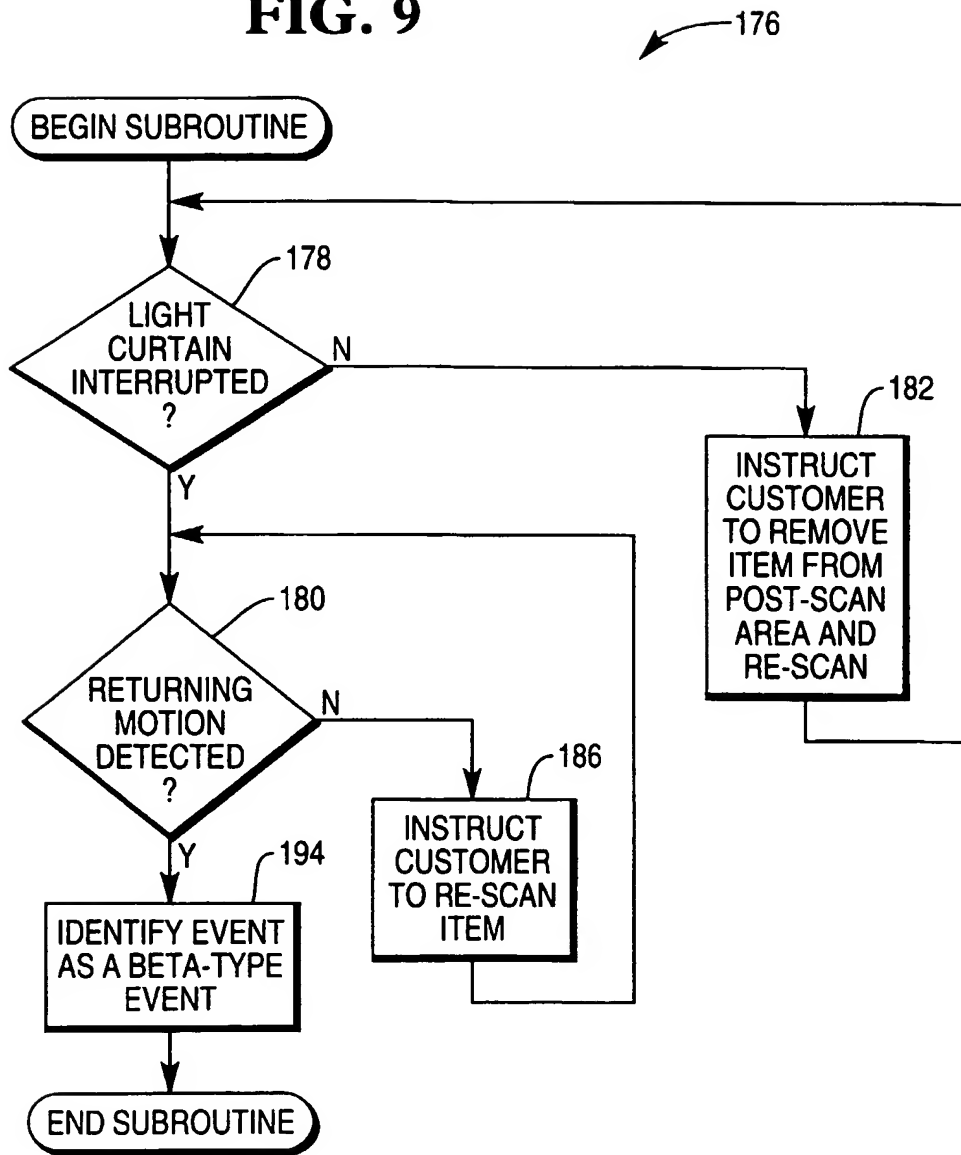 FIG. 9
176
BEGIN SUBROUTINE
178
LIGHT
CURTAIN
INTERRUPTED
?
N
Y
182
INSTRUCT
CUSTOMER
TO REMOVE
ITEM FROM
POST-SCAN
AREA AND
RE-SCAN
180
RETURNING
MOTION
DETECTED
?
N
Y
186
INSTRUCT
CUSTOMER
TO RE-SCAN
ITEM
194
IDENTIFY EVENT
AS A BETA-TYPE
EVENT
END SUBROUTINE